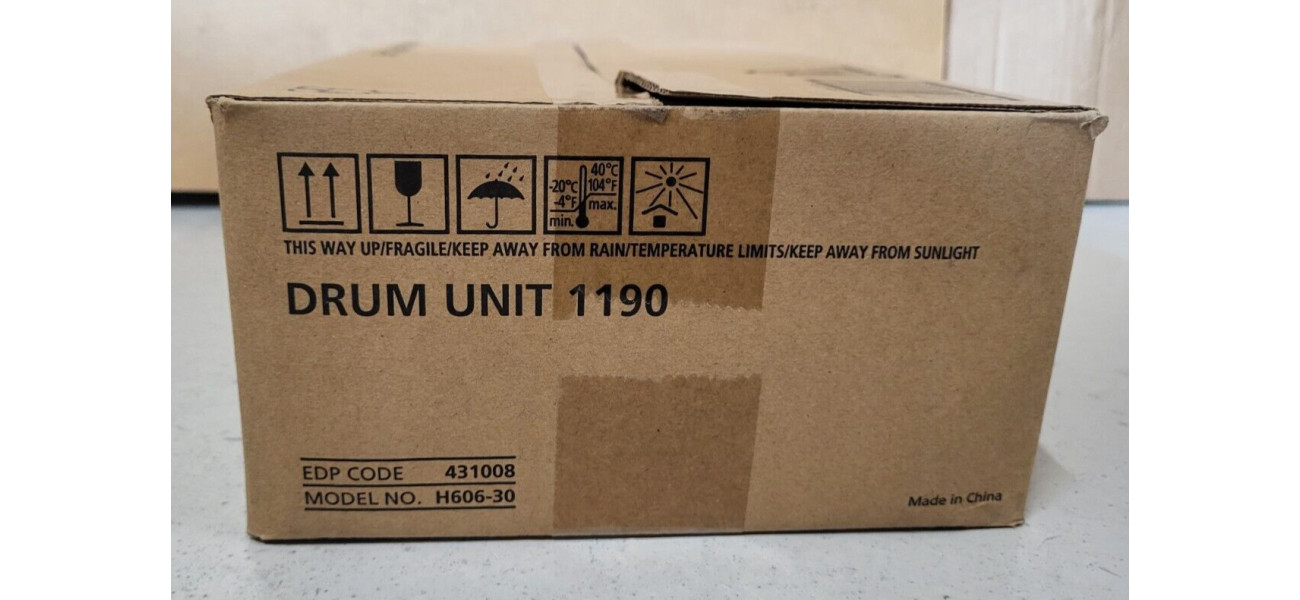 -20°C
-4°F
min.
40°C
104°F
max.
THIS WAY UP/FRAGILE/KEEP AWAY FROM RAIN/TEMPERATURE LIMITS/KEEP AWAY FROM SUNLIGHT
DRUM UNIT 1190
EDP CODE 431008
MODEL NO. H606-30
Made in China